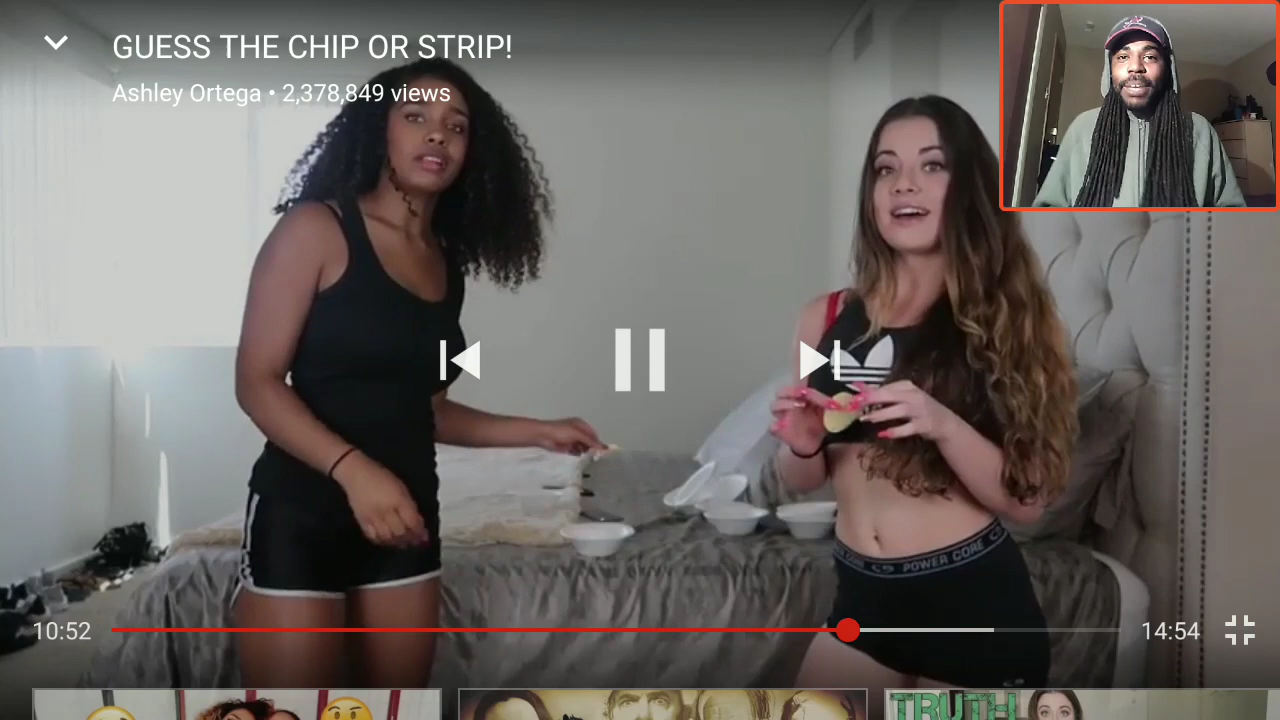 GUESS THE CHIP OR STRIP!
Ashley Ortega • 2,378,849 views
POWER CORE
10:52
14:54
TRUTH